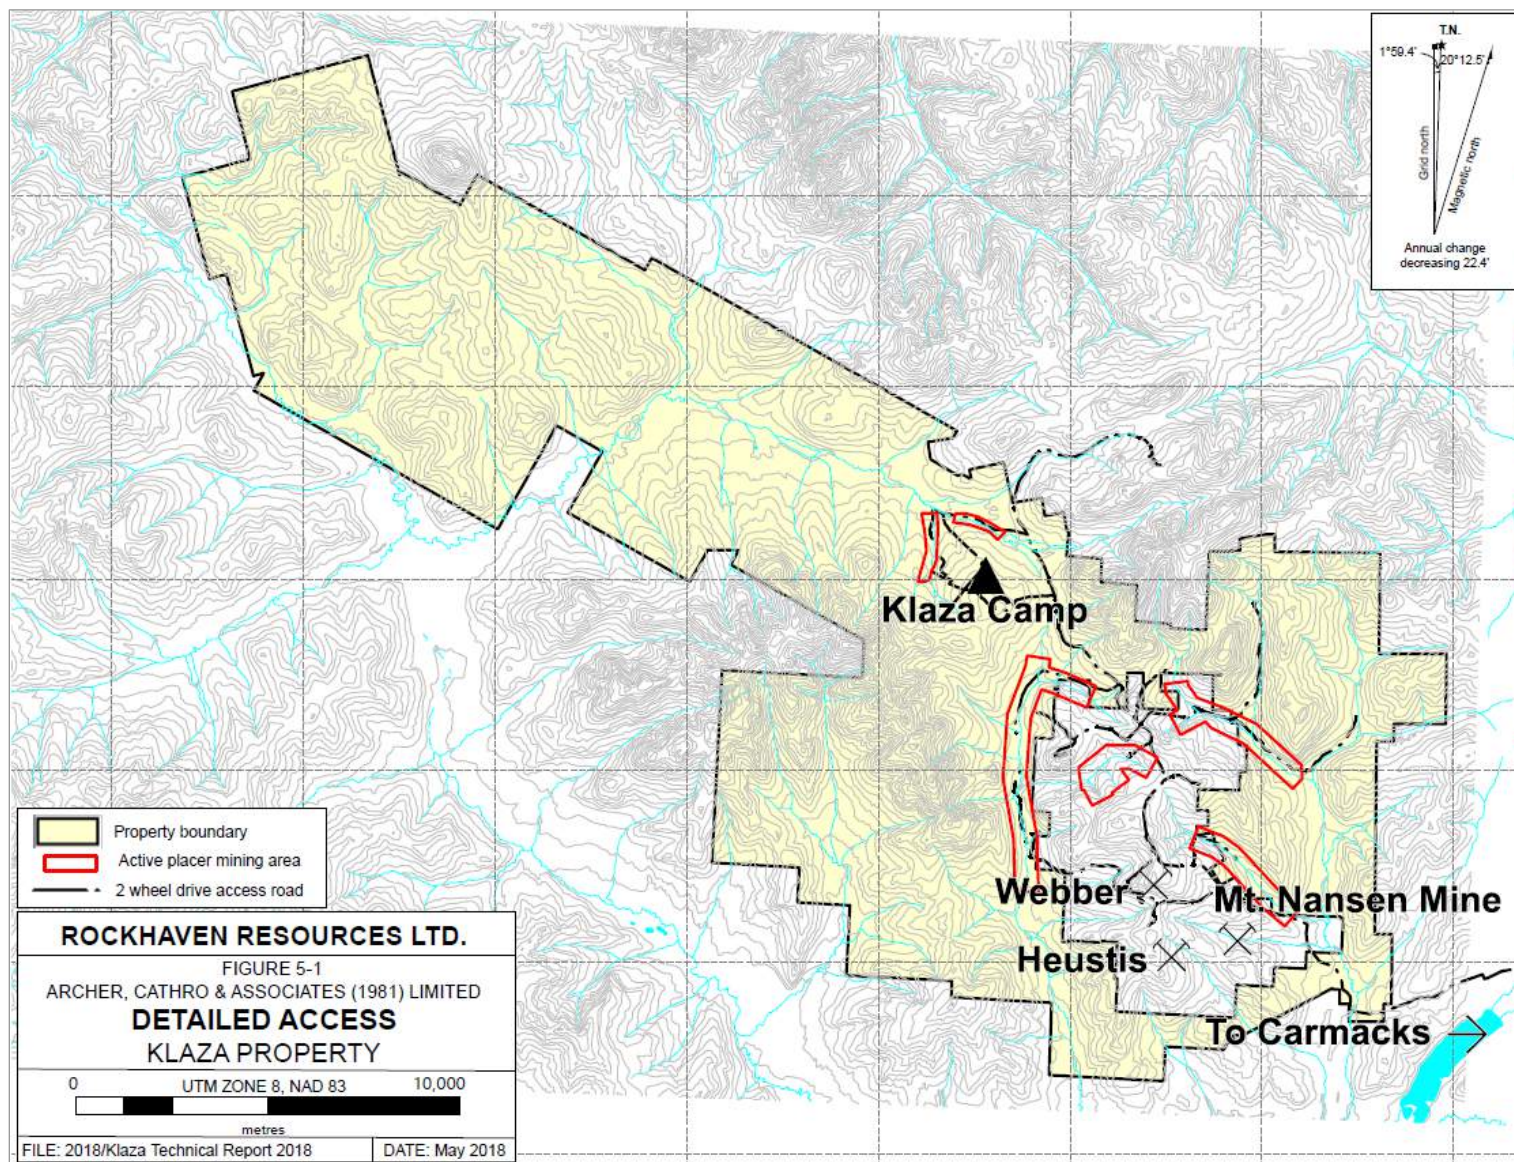 T.N.
1°59.4'
20°12.5'
Grid north
Magnetic north
Annual change
decreasing 22.4'
Klaza Camp
Webber
Mt. Nansen Mine
Heustis
To Carmacks
Property boundary
Active placer mining area
2 wheel drive access road
ROCKHAVEN RESOURCES LTD.
FIGURE 5-1
ARCHER, CATHRO & ASSOCIATES (1981) LIMITED
DETAILED ACCESS
KLAZA PROPERTY
0 UTM ZONE 8, NAD 83 10,000
metres
FILE: 2018/Klaza Technical Report 2018 DATE: May 2018